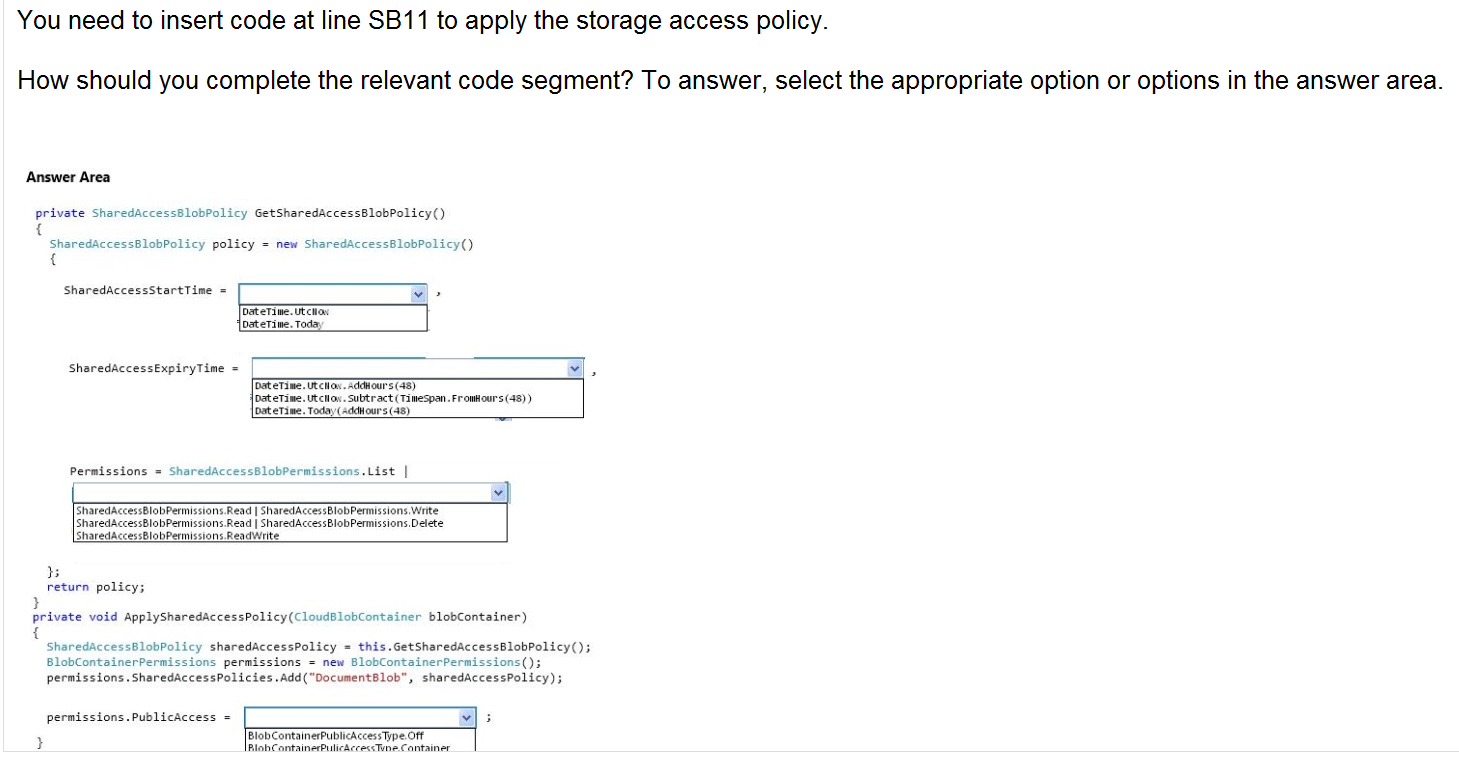 You need to insert code at line SB11 to apply the storage access policy.
How should you complete the relevant code segment? To answer, select the appropriate option or options in the answer area.
Answer Area
private SharedAccessBlobPolicy GetSharedAccessBlobPolicy()
{
SharedAccessBlobPolicy policy = new SharedAccessBlobPolicy()
{
SharedAccessStartTime = ,
DateTime.UtcNow
DateTime.Today
SharedAccessExpiryTime = ,
DateTime.UtcNow.AddHours(48)
DateTime.UtcNow.Subtract(TimeSpan.FromHours(48))
DateTime.Today(AddHours(48)
Permissions = SharedAccessBlobPermissions.List |
SharedAccessBlobPermissions.Read | SharedAccessBlobPermissions.Write
SharedAccessBlobPermissions.Read | SharedAccessBlobPermissions.Delete
SharedAccessBlobPermissions.ReadWrite
};
return policy;
}
private void ApplySharedAccessPolicy(CloudBlobContainer blobContainer)
{
SharedAccessBlobPolicy sharedAccessPolicy = this.GetSharedAccessBlobPolicy();
BlobContainerPermissions permissions = new BlobContainerPermissions();
permissions.SharedAccessPolicies.Add("DocumentBlob", sharedAccessPolicy);
permissions.PublicAccess = ;
BlobContainerPublicAccessType.Off
}
BlobContainerPulicAccessType.Container